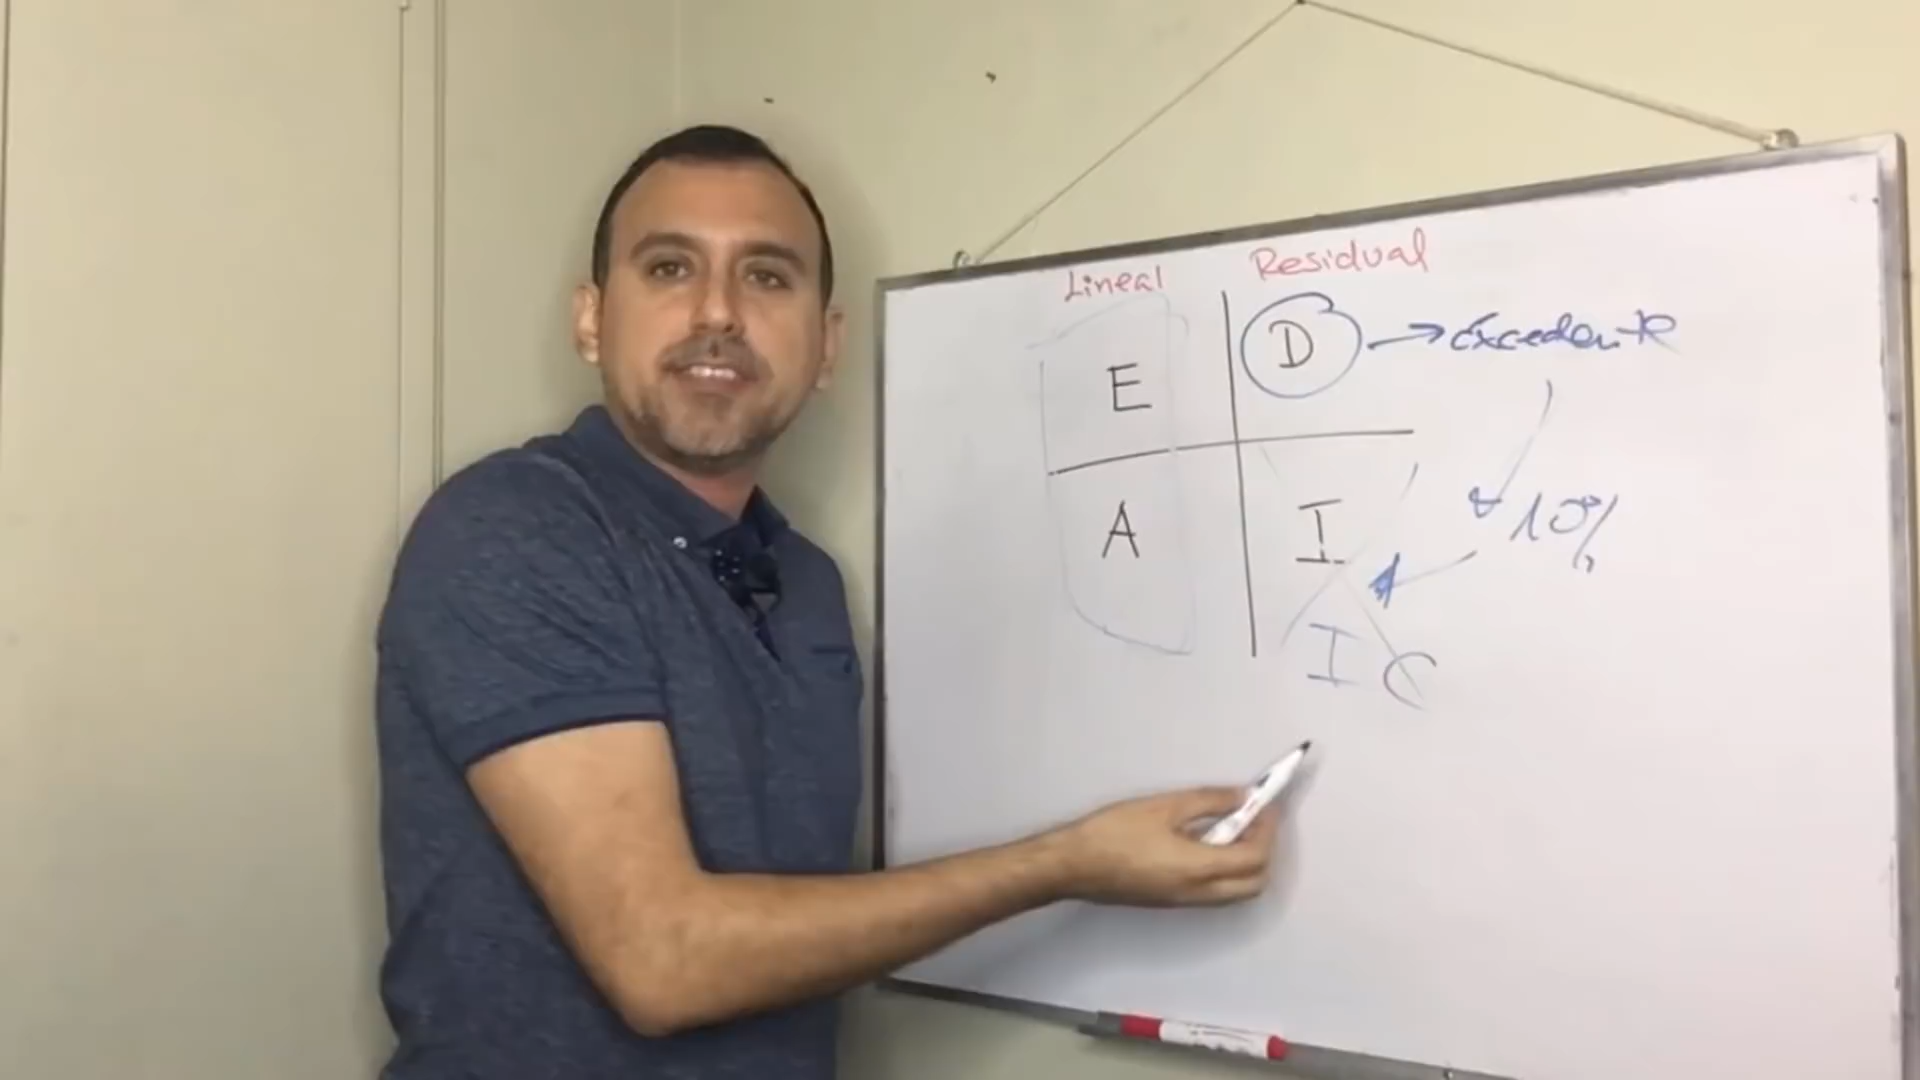 Lineal Residual
E D → Excedente
A I 10%
I C